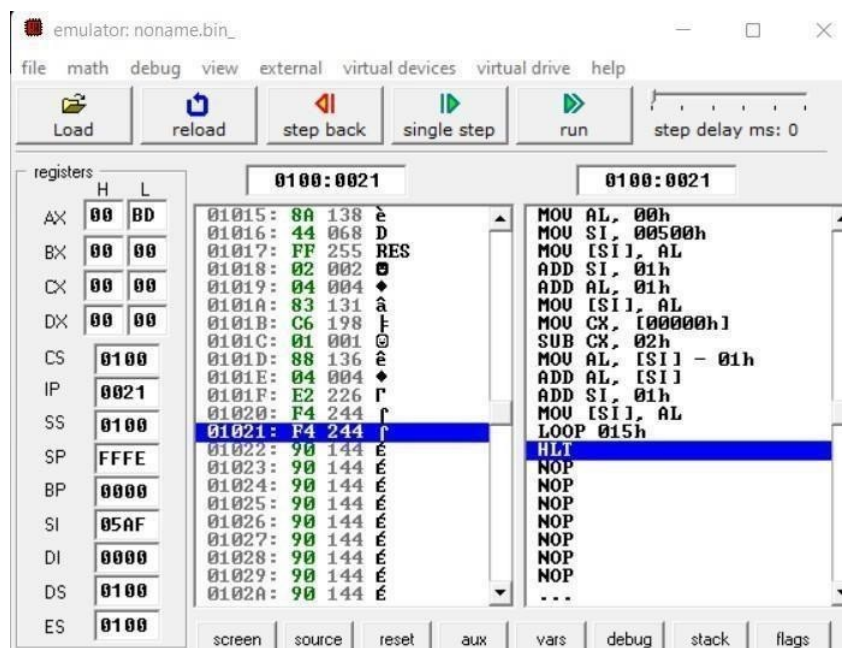 emulator: noname.bin_
file math debug view external virtual devices virtual drive help
Load reload step back single step run step delay ms: 0
registers
H L
AX 00 BD
BX 00 00
CX 00 00
DX 00 00
CS 0100
IP 0021
SS 0100
SP FFFE
BP 0000
SI 05AF
DI 0000
DS 0100
ES 0100
0100:0021
01015: 8A 138 è
01016: 44 068 D
01017: FF 255 RES
01018: 02 002 ☻
01019: 04 004 ♦
0101A: 83 131 â
0101B: C6 198 ╞
0101C: 01 001 ☺
0101D: 88 136 ê
0101E: 04 004 ♦
0101F: E2 226 Γ
01020: F4 244 ⌠
01021: F4 244 ⌠
01022: 90 144 É
01023: 90 144 É
01024: 90 144 É
01025: 90 144 É
01026: 90 144 É
01027: 90 144 É
01028: 90 144 É
01029: 90 144 É
0102A: 90 144 É
0100:0021
MOV AL, 00h
MOV SI, 00500h
MOV [SI], AL
ADD SI, 01h
ADD AL, 01h
MOV [SI], AL
MOV CX, [00000h]
SUB CX, 02h
MOV AL, [SI] - 01h
ADD AL, [SI]
ADD SI, 01h
MOV [SI], AL
LOOP 015h
HLT
NOP
NOP
NOP
NOP
NOP
NOP
NOP
...
screen source reset aux vars debug stack flags